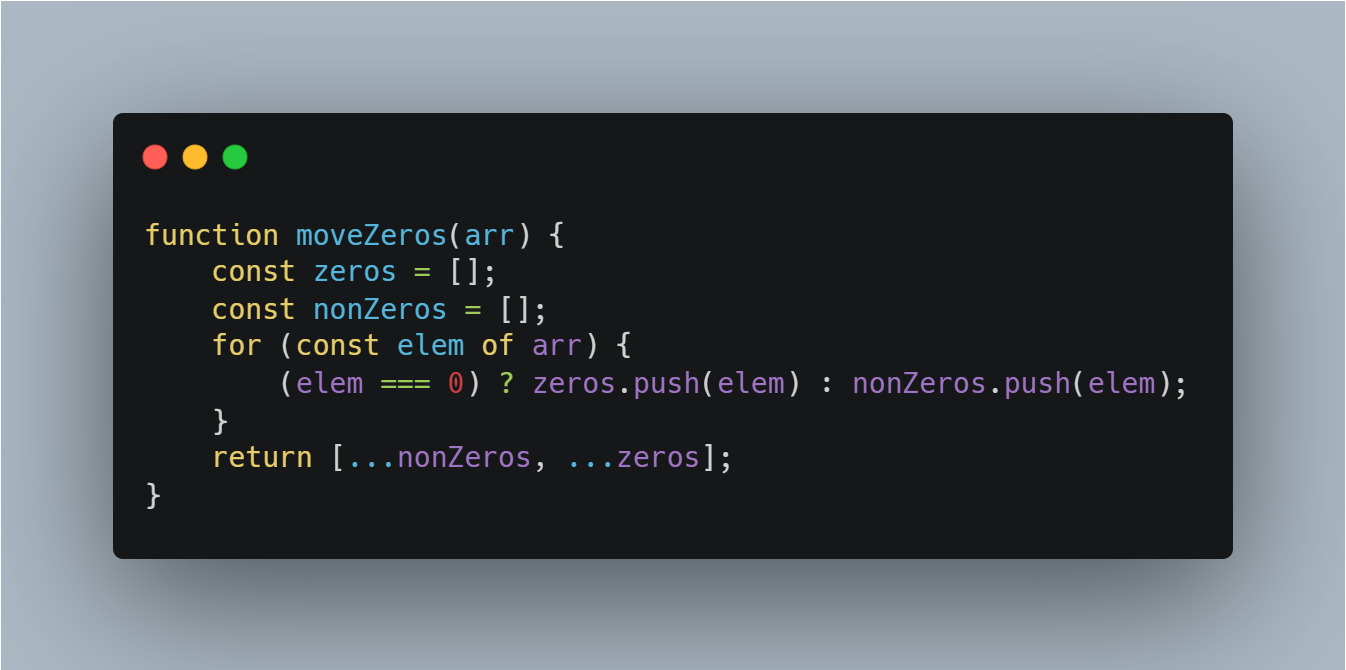 function moveZeros(arr) {
    const zeros = [];
    const nonZeros = [];
    for (const elem of arr) {
        (elem === 0) ? zeros.push(elem) : nonZeros.push(elem);
    }
    return [...nonZeros, ...zeros];
}